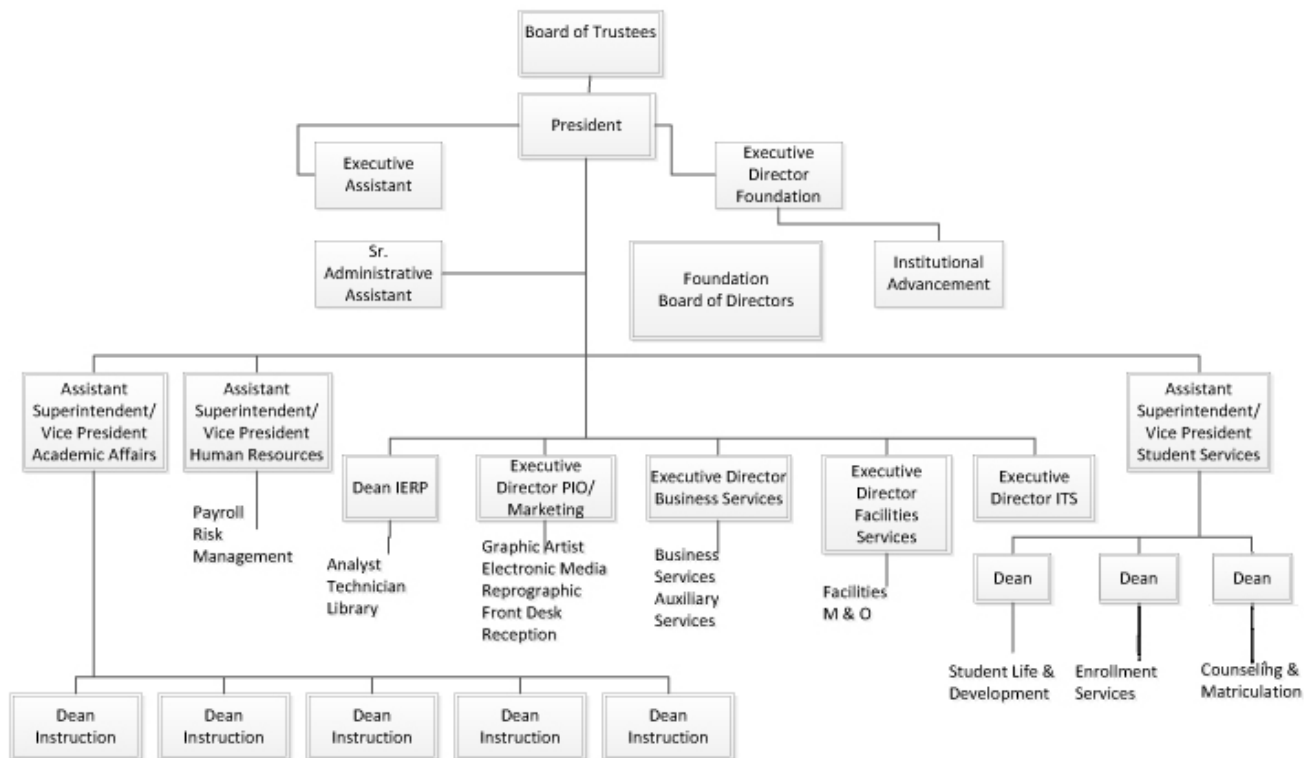 Board of Trustees
President
Executive
Assistant
Executive
Director
Foundation
Sr.
Administrative
Assistant
Foundation
Board of Directors
Institutional
Advancement
Assistant
Superintendent/
Vice President
Academic Affairs
Assistant
Superintendent/
Vice President
Human Resources
Payroll
Risk
Management
Dean IERP
Analyst
Technician
Library
Executive
Director PIO/
Marketing
Graphic Artist
Electronic Media
Reprographic
Front Desk
Reception
Executive Director
Business Services
Business
Services
Auxiliary
Services
Executive
Director
Facilities
Services
Facilities
M & O
Executive
Director ITS
Assistant
Superintendent/
Vice President
Student Services
Dean
Student Life &
Development
Dean
Enrollment
Services
Dean
Counseling &
Matriculation
Dean
Instruction
Dean
Instruction
Dean
Instruction
Dean
Instruction
Dean
Instruction